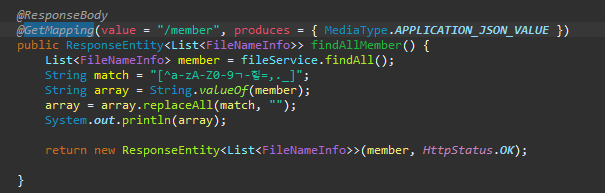 @ResponseBody
@GetMapping(value = "/member", produces = { MediaType.APPLICATION_JSON_VALUE })
public ResponseEntity<List<FileNameInfo>> findAllMember() {
List<FileNameInfo> member = fileService.findAll();
String match = "[^a-zA-Z0-9ㄱ-힣=,._]";
String array = String.valueOf(member);
array = array.replaceAll(match, "");
System.out.println(array);
return new ResponseEntity<List<FileNameInfo>>(member, HttpStatus.OK);
}